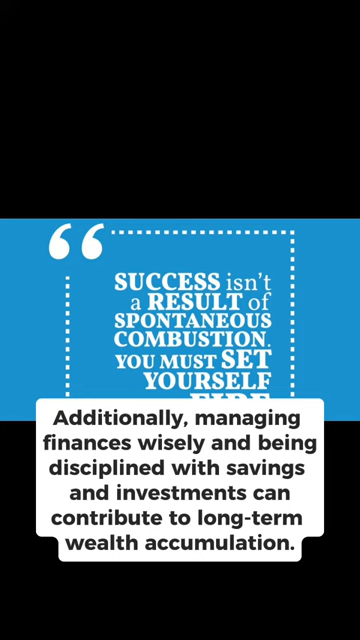 “
SUCCESS isn't
a RESULT of
SPONTANEOUS
COMBUSTION.
YOU MUST SET
YOURSELF
FIRE
Additionally, managing
finances wisely and being
disciplined with savings
and investments can
contribute to long-term
wealth accumulation.